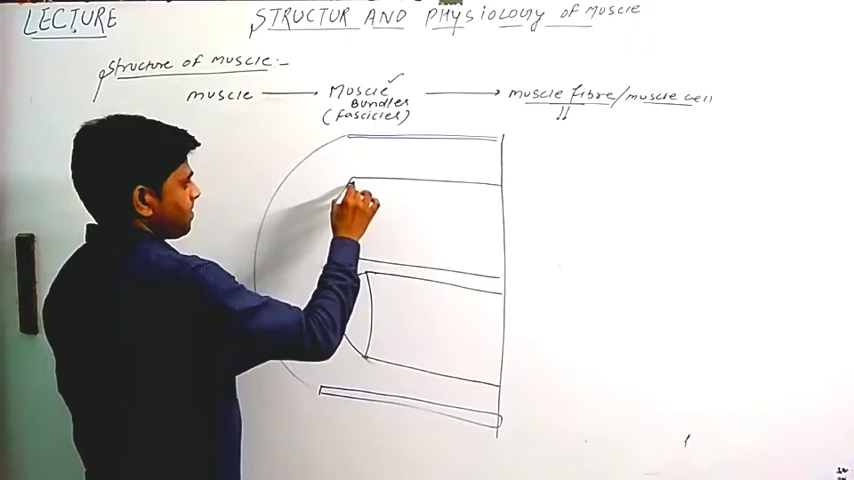 LECTURE
STRUCTUR AND PHYSIOLOGY OF MUSCLE
Structure of muscle:-
muscle → Muscle Bundles (fascicles) → muscle fibre/muscle cell